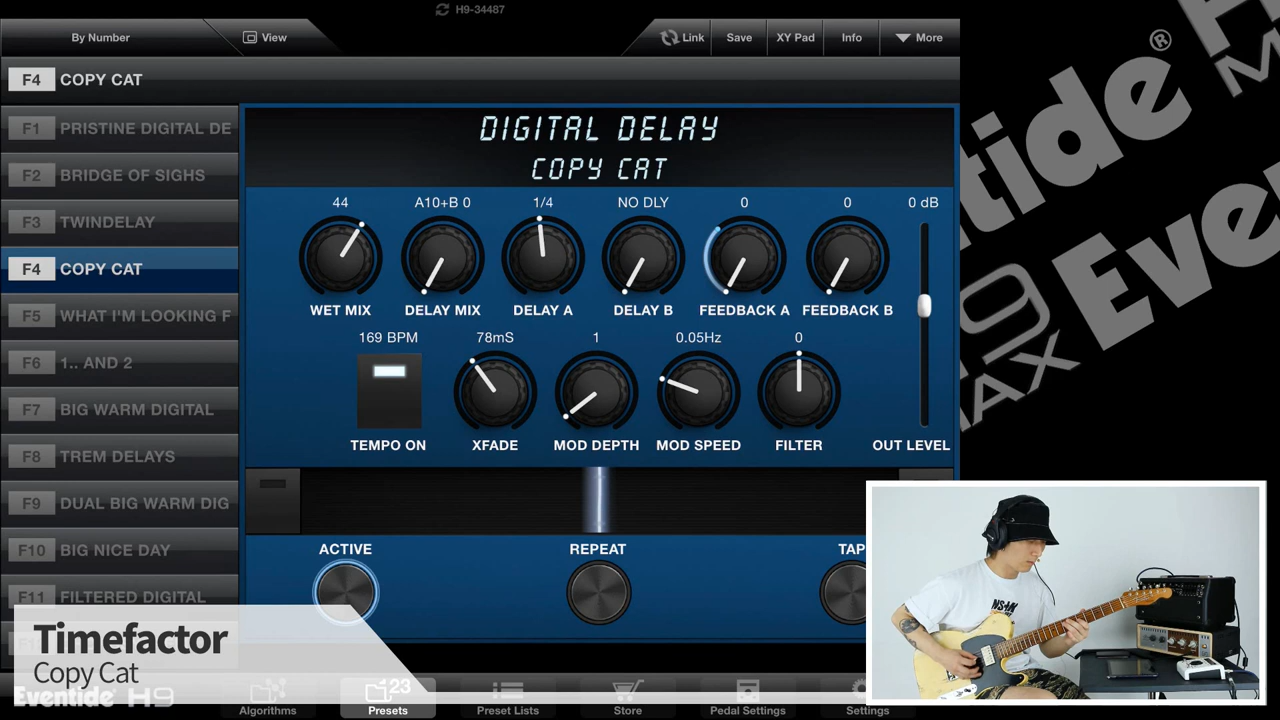 H9-34487
By Number
View
Link
Save
XY Pad
Info
More
F4 COPY CAT
F1 PRISTINE DIGITAL DE
F2 BRIDGE OF SIGHS
F3 TWINDELAY
F4 COPY CAT
F5 WHAT I'M LOOKING F
F6 1.. AND 2
F7 BIG WARM DIGITAL
F8 TREM DELAYS
F9 DUAL BIG WARM DIG
F10 BIG NICE DAY
F11 FILTERED DIGITAL
DIGITAL DELAY
COPY CAT
44 A10+B 0 1/4 NO DLY 0 0 0 dB
WET MIX DELAY MIX DELAY A DELAY B FEEDBACK A FEEDBACK B
169 BPM 78mS 1 0.05Hz 0
TEMPO ON XFADE MOD DEPTH MOD SPEED FILTER OUT LEVEL
ACTIVE REPEAT TAP
Timefactor
Copy Cat
Eventide H9
23
Algorithms Presets Preset Lists Store Pedal Settings Settings
tide®
Eve
H9
MAX